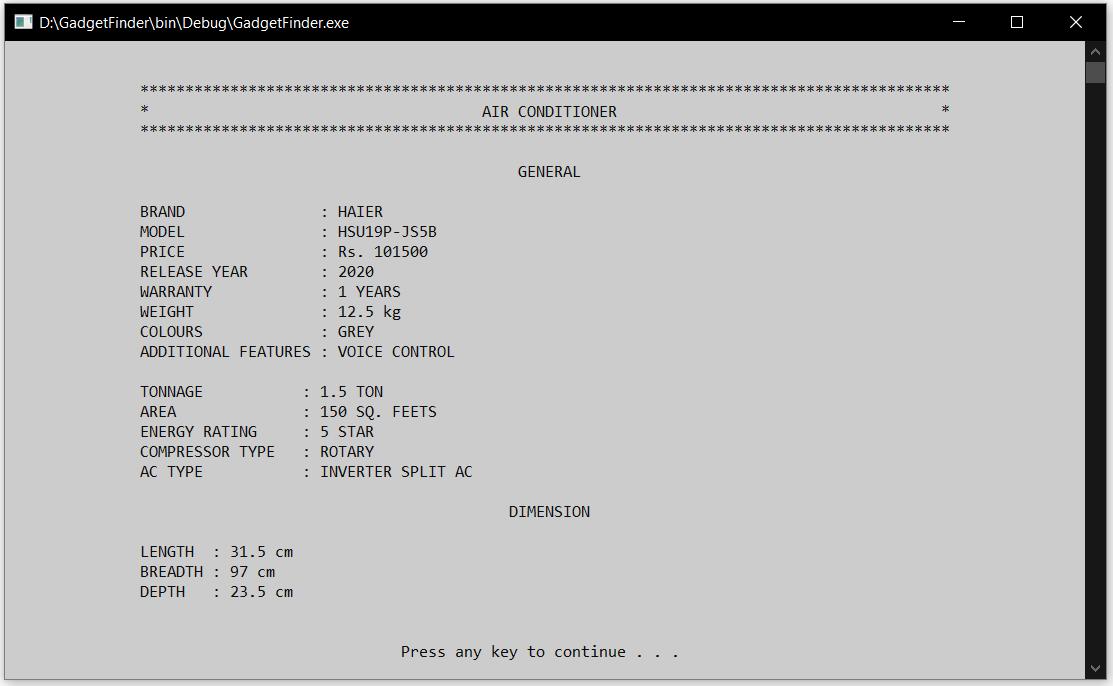 D:\GadgetFinder\bin\Debug\GadgetFinder.exe
******************************************************************************************
* AIR CONDITIONER *
******************************************************************************************
GENERAL
BRAND : HAIER
MODEL : HSU19P-JS5B
PRICE : Rs. 101500
RELEASE YEAR : 2020
WARRANTY : 1 YEARS
WEIGHT : 12.5 kg
COLOURS : GREY
ADDITIONAL FEATURES : VOICE CONTROL
TONNAGE : 1.5 TON
AREA : 150 SQ. FEETS
ENERGY RATING : 5 STAR
COMPRESSOR TYPE : ROTARY
AC TYPE : INVERTER SPLIT AC
DIMENSION
LENGTH : 31.5 cm
BREADTH : 97 cm
DEPTH : 23.5 cm
Press any key to continue . . .